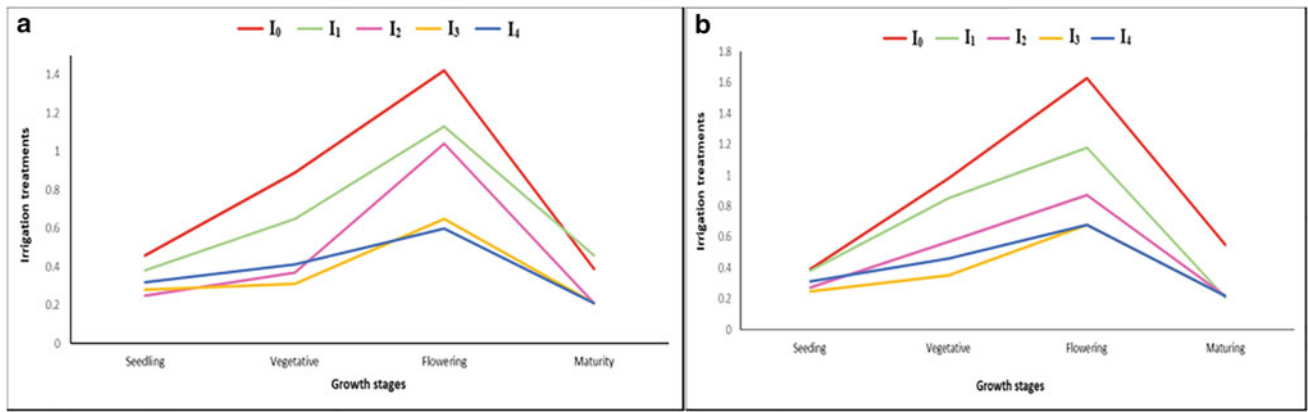 a
I0 I1 I2 I3 I4
1.4
1.2
1
0.8
0.6
0.4
0.2
0
Irrigation treatments
Seedling Vegetative Flowering Maturity
Growth stages
b
I0 I1 I2 I3 I4
1.8
1.6
1.4
1.2
1
0.8
0.6
0.4
0.2
0
Irrigation treatments
Seeding Vegetative Flowering Maturing
Growth stages